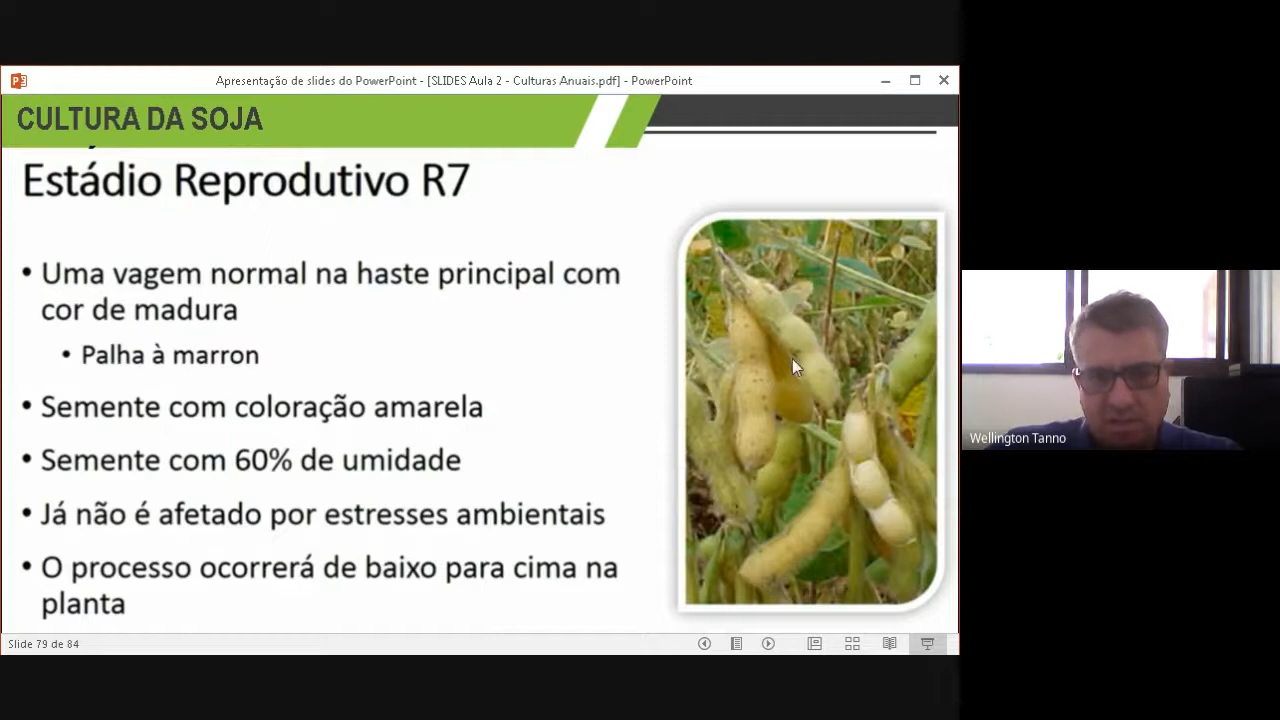 Apresentação de slides do PowerPoint - [SLIDES Aula 2 - Culturas Anuais.pdf] - PowerPoint
CULTURA DA SOJA
Estádio Reprodutivo R7
• Uma vagem normal na haste principal com
cor de madura
• Palha à marron
• Semente com coloração amarela
• Semente com 60% de umidade
• Já não é afetado por estresses ambientais
• O processo ocorrerá de baixo para cima na
planta
Slide 79 de 84
Wellington Tanno